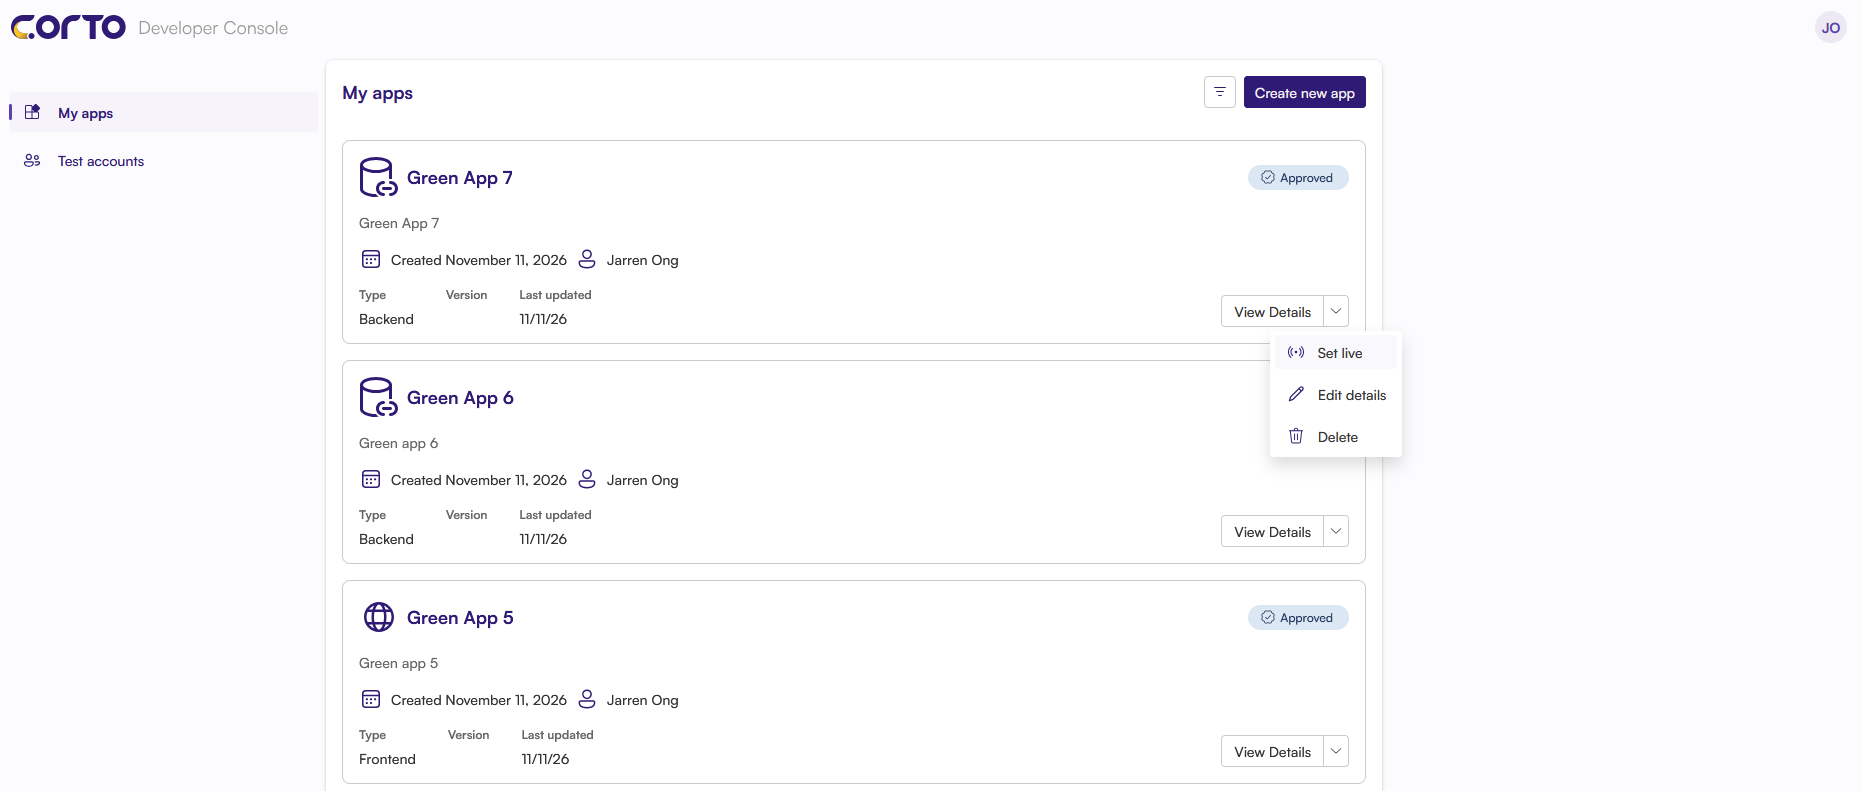 corto Developer Console
JO
My apps
Test accounts
My apps
Create new app
Green App 7
Approved
Green App 7
Created November 11, 2026 Jarren Ong
Type Version Last updated
Backend 11/11/26
View Details
Set live
Edit details
Delete
Green App 6
Green app 6
Created November 11, 2026 Jarren Ong
Type Version Last updated
Backend 11/11/26
View Details
Green App 5
Approved
Green app 5
Created November 11, 2026 Jarren Ong
Type Version Last updated
Frontend 11/11/26
View Details